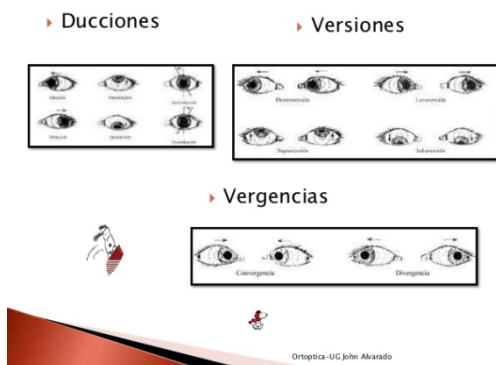 Ducciones
Versiones
Dextroversión
Levoversión
Supraversión
Infraversión
Vergencias
Convergencia
Divergencia
Ortoptica-UG John Alvarado